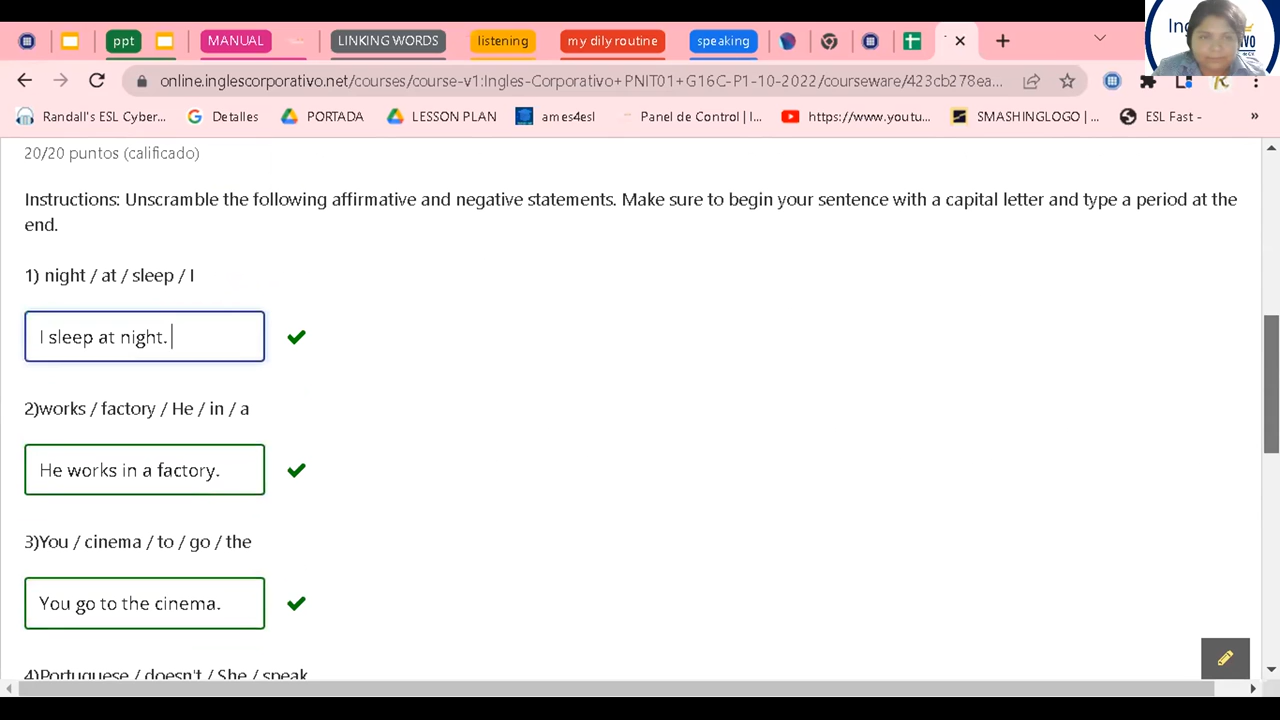 ppt MANUAL LINKING WORDS listening my dily routine speaking
online.inglescorporativo.net/courses/course-v1:Ingles-Corporativo+PNIT01+G16C-P1-10-2022/courseware/423cb278ea...
Randall's ESL Cyber... Detalles PORTADA LESSON PLAN ames4esl Panel de Control | I... https://www.youtu... SMASHINGLOGO | ... ESL Fast -
20/20 puntos (calificado)
Instructions: Unscramble the following affirmative and negative statements. Make sure to begin your sentence with a capital letter and type a period at the
end.
1) night / at / sleep / I
I sleep at night.
2)works / factory / He / in / a
He works in a factory.
3)You / cinema / to / go / the
You go to the cinema.
4)Portuguese / doesn't / She / speak